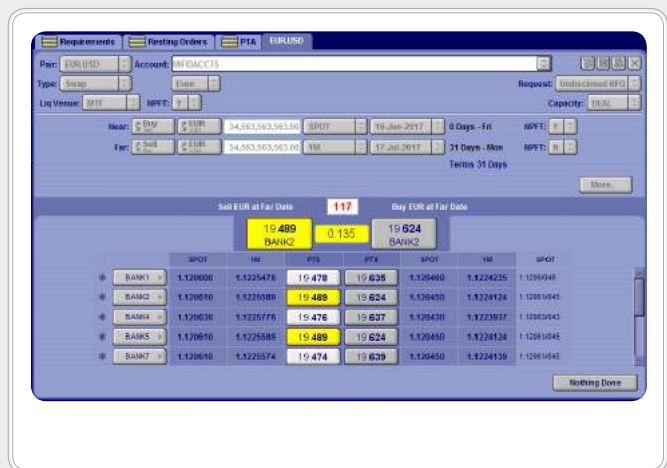 Requirements Resting Orders PTA EUR.USD
Pair: EUR.USD Account: MIFIDACCTS
Type: Swap Even Request: Undisclosed RFQ
Liq Venue: MTF NPFT: Y Capacity: DEAL
Near: Buy EUR 34,563,563,563.00 SPOT 16-Jun-2017 0 Days - Fri NPFT: Y
Far: Sell EUR 34,563,563,563.00 1M 17-Jul-2017 31 Days - Mon NPFT: N
Terms 31 Days
More..
Sell EUR at Far Date 117 Buy EUR at Far Date
19.489 0.135 19.624
BANK2 BANK2
SPOT 1M PTS PTS SPOT 1M SPOT
BANK1 1.120600 1.1225478 19.478 19.635 1.120460 1.1224235
BANK2 1.120610 1.1225589 19.489 19.624 1.120450 1.1224124
BANK4 1.120630 1.1225776 19.476 19.637 1.120430 1.1223937
BANK5 1.120610 1.1225589 19.489 19.624 1.120450 1.1224124
BANK7 1.120610 1.1225574 19.474 19.639 1.120450 1.1224139
Nothing Done